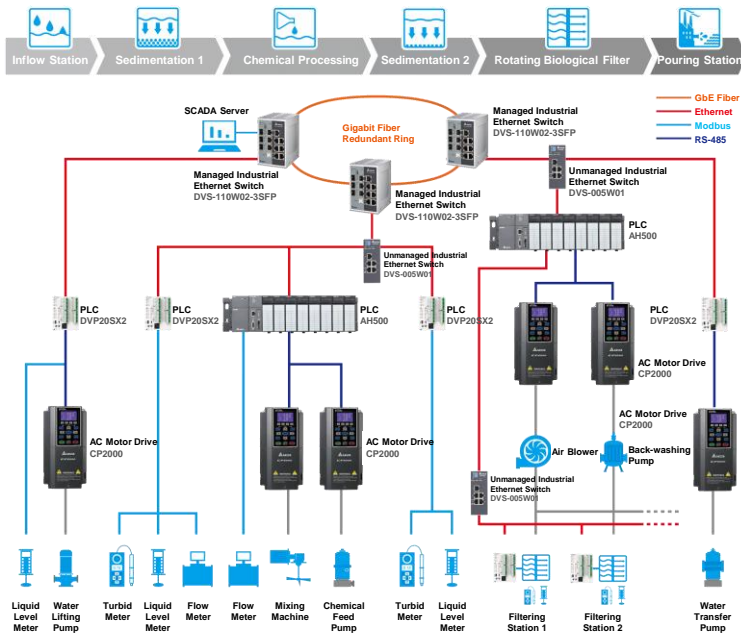 Inflow Station
Sedimentation 1
Chemical Processing
Sedimentation 2
Rotating Biological Filter
Pouring Station
GbE Fiber
Ethernet
Modbus
RS-485
SCADA Server
Gigabit Fiber
Redundant Ring
Managed Industrial
Ethernet Switch
DVS-110W02-3SFP
Managed Industrial
Ethernet Switch
DVS-110W02-3SFP
Managed Industrial
Ethernet Switch
DVS-110W02-3SFP
Unmanaged Industrial
Ethernet Switch
DVS-005W01
PLC
AH500
Unmanaged Industrial
Ethernet Switch
DVS-005W01
PLC
DVP20SX2
PLC
DVP20SX2
PLC
AH500
PLC
DVP20SX2
PLC
DVP20SX2
AC Motor Drive
CP2000
AC Motor Drive
CP2000
AC Motor Drive
CP2000
AC Motor Drive
CP2000
Air Blower
Back-washing
Pump
Unmanaged Industrial
Ethernet Switch
DVS-005W01
Liquid
Level
Meter
Water
Lifting
Pump
Turbid
Meter
Liquid
Level
Meter
Flow
Meter
Flow
Meter
Mixing
Machine
Chemical
Feed
Pump
Turbid
Meter
Liquid
Level
Meter
Filtering
Station 1
Filtering
Station 2
Water
Transfer
Pump